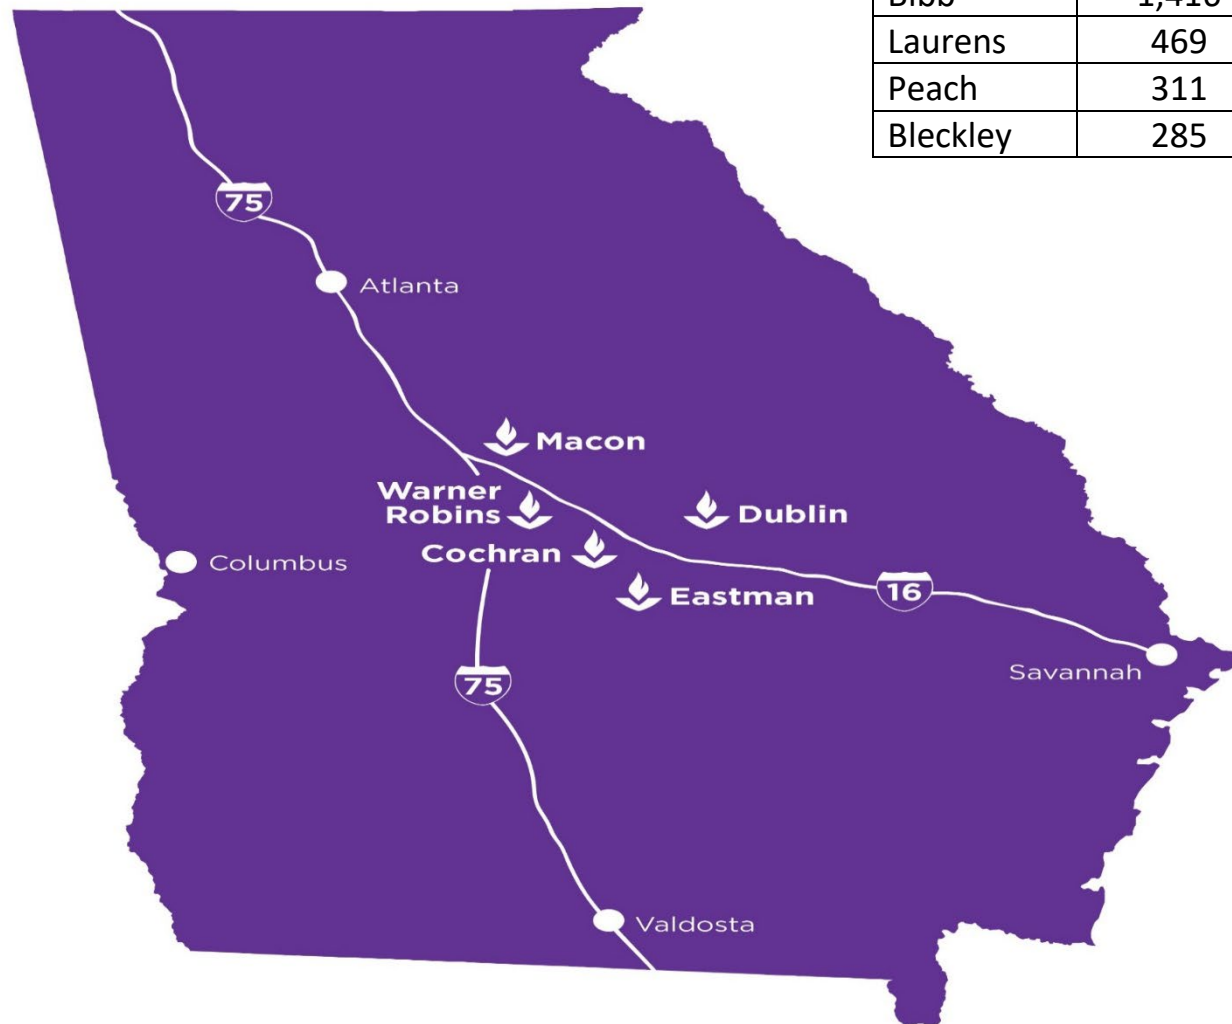 Laurens 469
Peach 311
Bleckley 285
75
Atlanta
Macon
Warner
Robins
Dublin
Cochran
Columbus
Eastman
16
Savannah
75
Valdosta